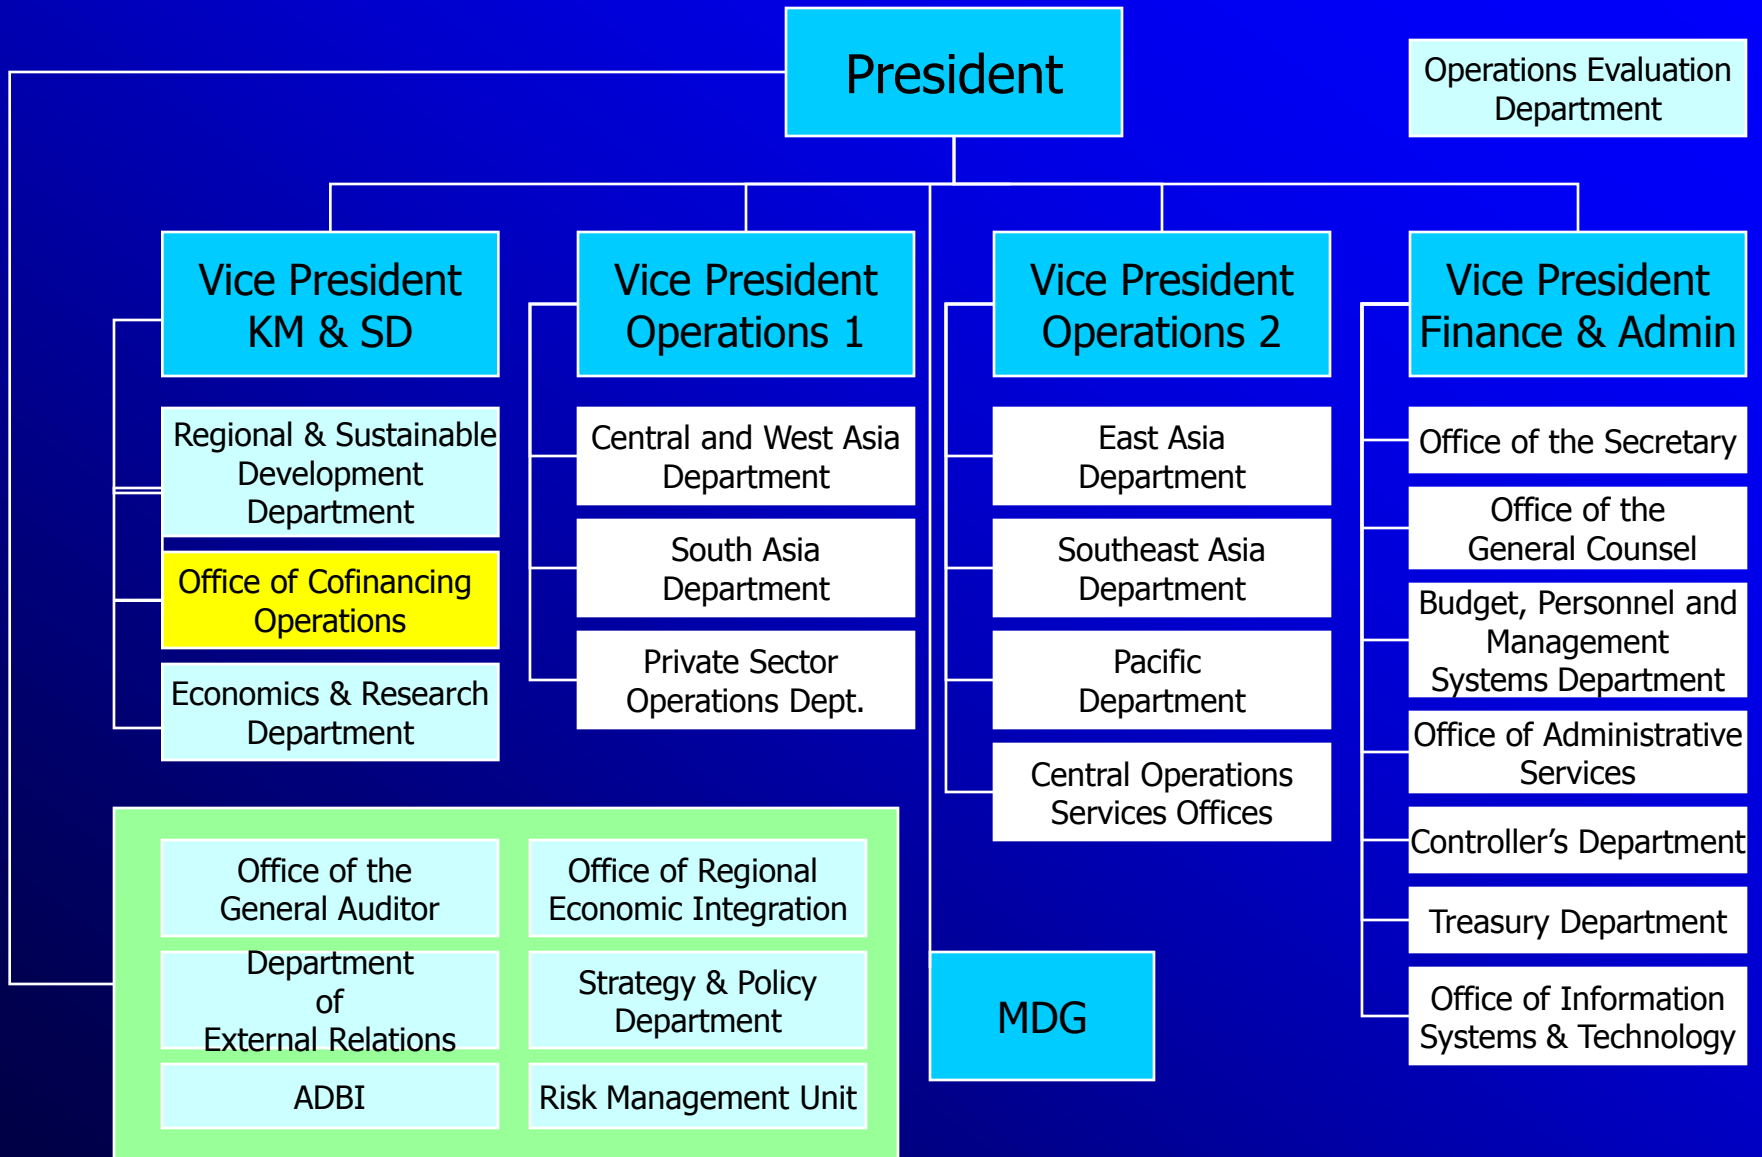 President
Operations Evaluation
Department
Vice President
KM & SD
Vice President
Operations 1
Vice President
Operations 2
Vice President
Finance & Admin
Regional & Sustainable
Development
Department
Office of Cofinancing
Operations
Economics & Research
Department
Central and West Asia
Department
South Asia
Department
Private Sector
Operations Dept.
East Asia
Department
Southeast Asia
Department
Pacific
Department
Central Operations
Services Offices
Office of the Secretary
Office of the
General Counsel
Budget, Personnel and
Management
Systems Department
Office of Administrative
Services
Controller’s Department
Treasury Department
Office of Information
Systems & Technology
Office of the
General Auditor
Office of Regional
Economic Integration
Department
of
External Relations
Strategy & Policy
Department
ADBI
Risk Management Unit
MDG